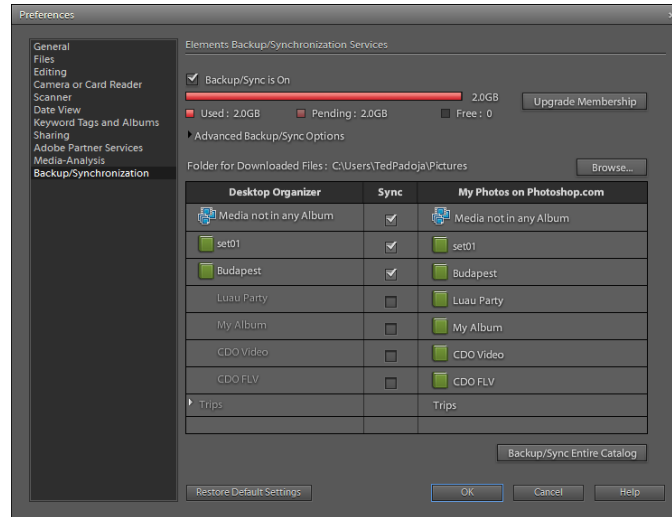 Preferences
General
Files
Editing
Camera or Card Reader
Scanner
Date View
Keyword Tags and Albums
Sharing
Adobe Partner Services
Media-Analysis
Backup/Synchronization
Elements Backup/Synchronization Services
Backup/Sync is On
2.0GB
Upgrade Membership
Used : 2.0GB Pending : 2.0GB Free : 0
Advanced Backup/Sync Options
Folder for Downloaded Files : C:\Users\TedPadoja\Pictures
Browse...
Desktop Organizer Sync My Photos on Photoshop.com
Media not in any Album Media not in any Album
set01 set01
Budapest Budapest
Luau Party Luau Party
My Album My Album
CDO Video CDO Video
CDO FLV CDO FLV
Trips Trips
Backup/Sync Entire Catalog
Restore Default Settings OK Cancel Help